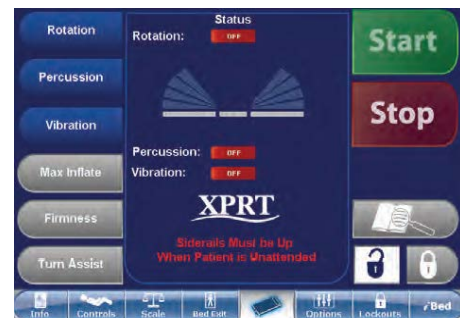 Rotation
Percussion
Vibration
Max Inflate
Firmness
Turn Assist
Status
Rotation: OFF
Percussion: OFF
Vibration: OFF
XPRT
Siderails Must be Up
When Patient is Unattended
Start
Stop
Info Controls Scale Bed Exit Options Lockouts iBed